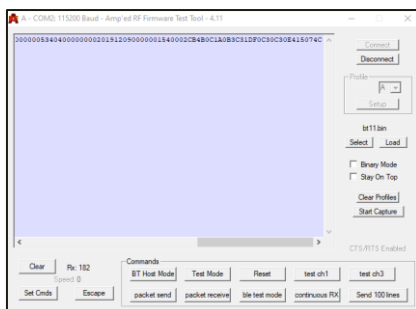 A - COM2: 115200 Baud - Amp'ed RF Firmware Test Tool - 4.11
Connect
Disconnect
Profile
A
Setup
bt11.bin
Select Load
Binary Mode
Stay On Top
Clear Profiles
Start Capture
CTS/RTS Enabled
Clear Rx: 182
Speed: 0
Set Cmds Escape
Commands
BT Host Mode Test Mode Reset test ch1 test ch3
packet send packet receive ble test mode continuous RX Send 100 lines